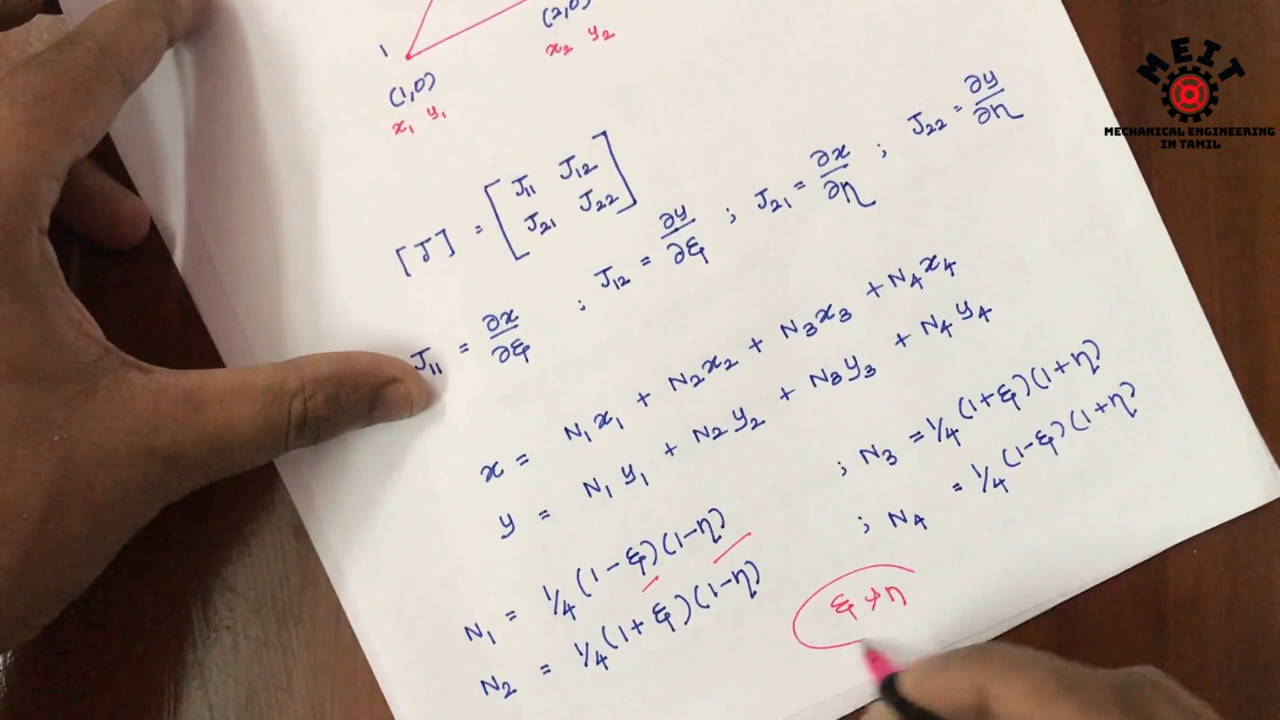 MEIT
MECHANICAL ENGINEERING
IN TAMIL
1
(1,0)
x₁ y₁
(2,0)
x₂ y₂
[J] = [J₁₁ J₁₂
J₂₁ J₂₂]
J₁₁ = ∂x/∂ξ ; J₁₂ = ∂y/∂ξ ; J₂₁ = ∂x/∂η ; J₂₂ = ∂y/∂η
x = N₁x₁ + N₂x₂ + N₃x₃ + N₄x₄
y = N₁y₁ + N₂y₂ + N₃y₃ + N₄y₄
N₁ = 1/4 (1-ξ)(1-η) ; N₃ = 1/4 (1+ξ)(1+η)
N₂ = 1/4 (1+ξ)(1-η) ; N₄ = 1/4 (1-ξ)(1+η)